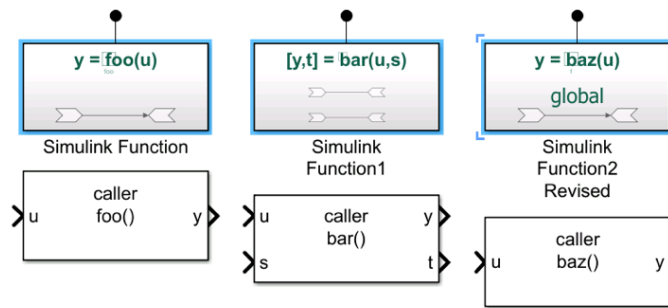 y = foo(u)
Simulink Function
caller
foo()
u
y
[y,t] = bar(u,s)
Simulink
Function1
caller
bar()
u
y
s
t
y = baz(u)
global
Simulink
Function2
Revised
caller
baz()
u
y